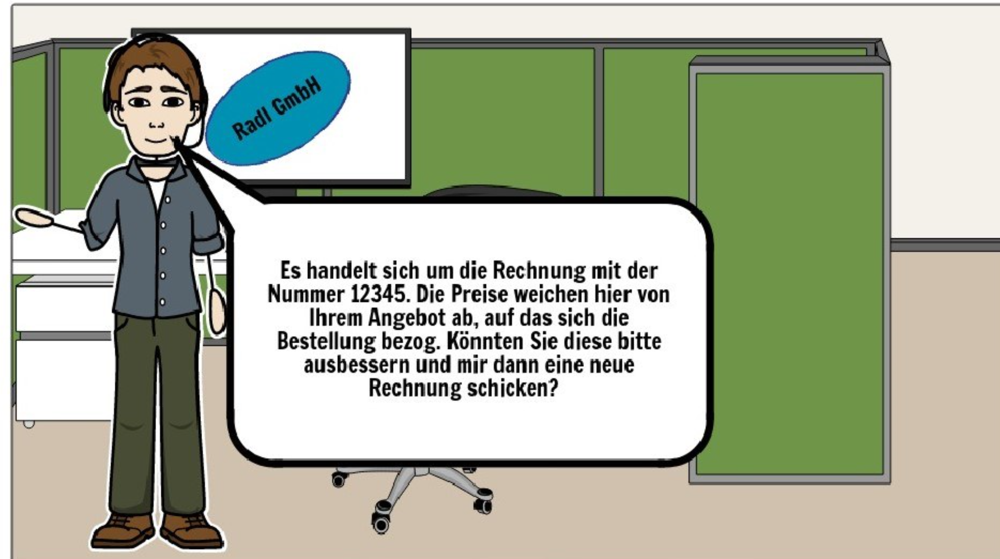 Radl GmbH
Es handelt sich um die Rechnung mit der
Nummer 12345. Die Preise weichen hier von
Ihrem Angebot ab, auf das sich die
Bestellung bezog. Könnten Sie diese bitte
ausbessern und mir dann eine neue
Rechnung schicken?